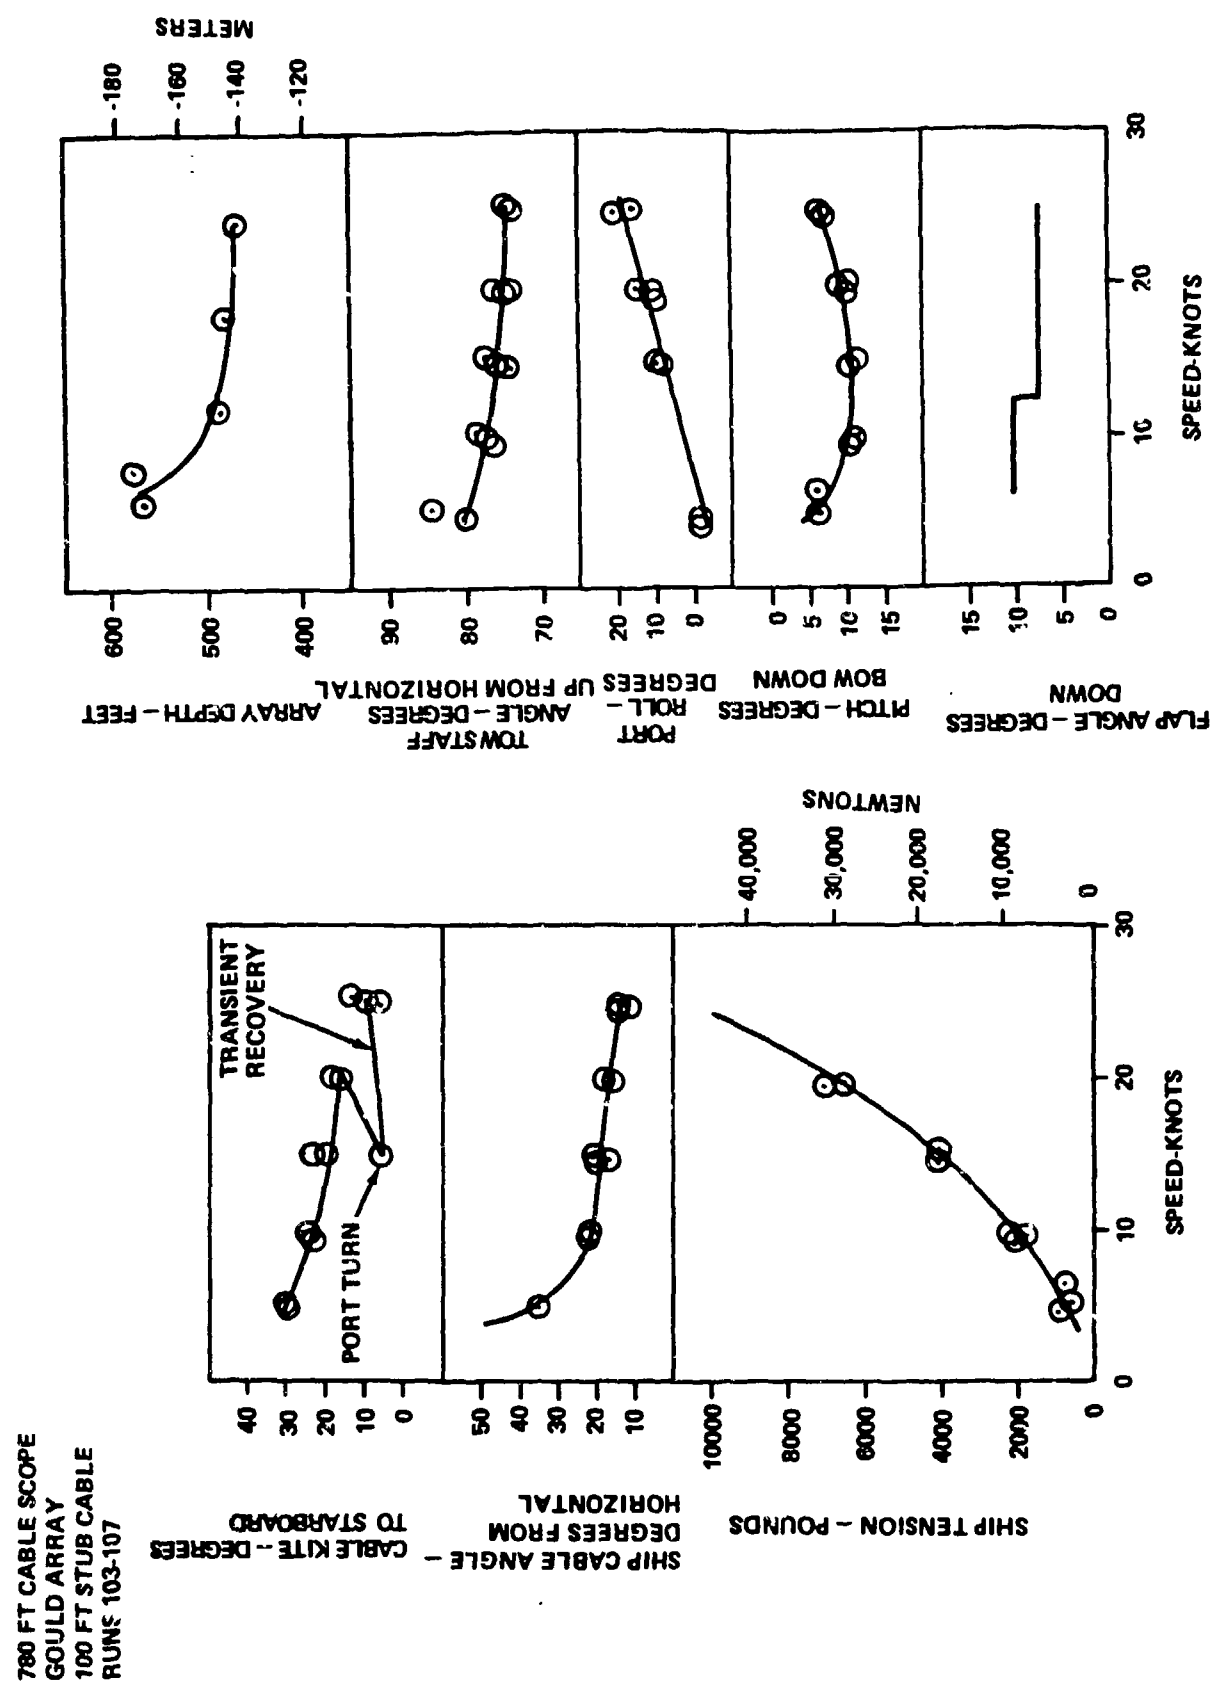 780 FT CABLE SCOPE
GOULD ARRAY
100 FT STUB CABLE
RUNS 103-107
CABLE KITE – DEGREES
TO STARBOARD
40
30
20
10
0
TRANSIENT
RECOVERY
PORT TURN
SHIP CABLE ANGLE –
DEGREES FROM
HORIZONTAL
50
40
30
20
10
SHIP TENSION – POUNDS
10000
8000
6000
4000
2000
0
NEWTONS
40,000
30,000
20,000
10,000
0
0
10
20
30
SPEED-KNOTS
ARRAY DEPTH – FEET
600
500
400
METERS
-180
-160
-140
-120
TOWSTAFF
ANGLE – DEGREES
UP FROM HORIZONTAL
90
80
70
PORT
ROLL –
DEGREES
20
10
0
PITCH – DEGREES
BOW DOWN
0
5
10
15
FLAP ANGLE – DEGREES
DOWN
15
10
5
0
0
10
20
30
SPEED-KNOTS